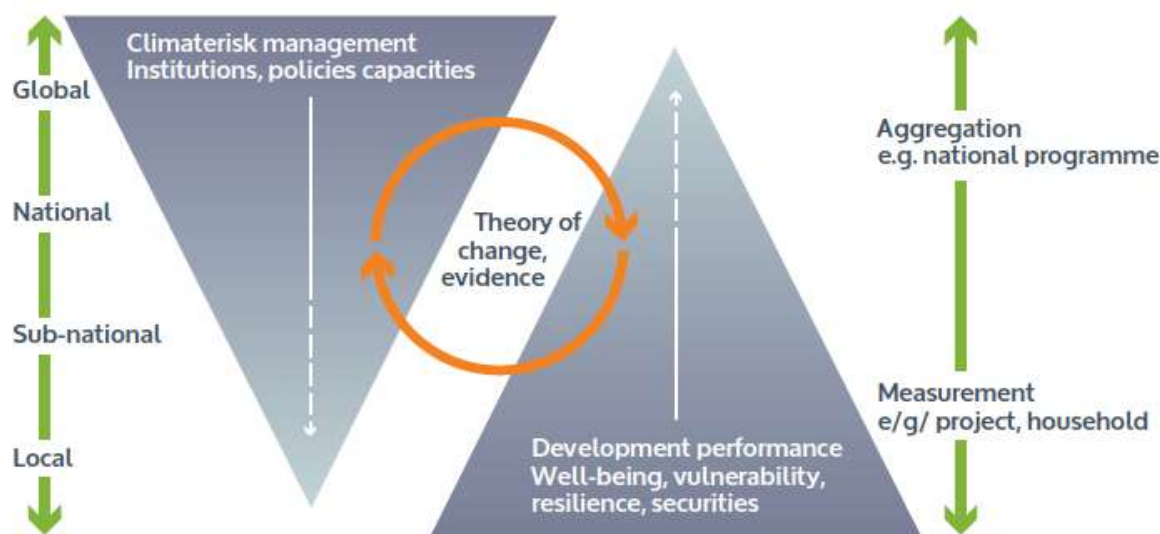 Climaterisk management
Institutions, policies capacities
Global
National
Sub-national
Local
Theory of
change,
evidence
Development performance
Well-being, vulnerability,
resilience, securities
Aggregation
e.g. national programme
Measurement
e/g/ project, household